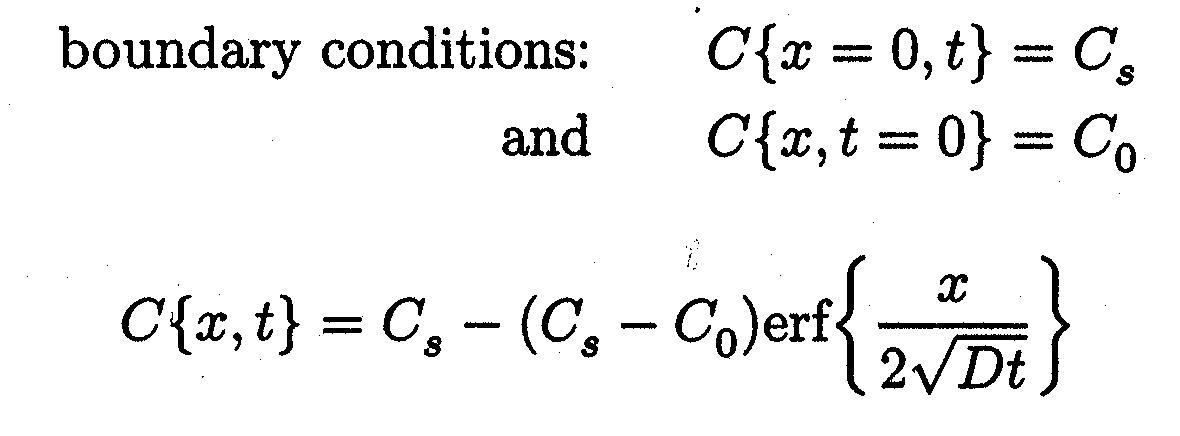 boundary conditions: C{x = 0, t} = C_s
and C{x, t = 0} = C_0
C{x, t} = C_s − (C_s − C_0)erf{x / 2√Dt}